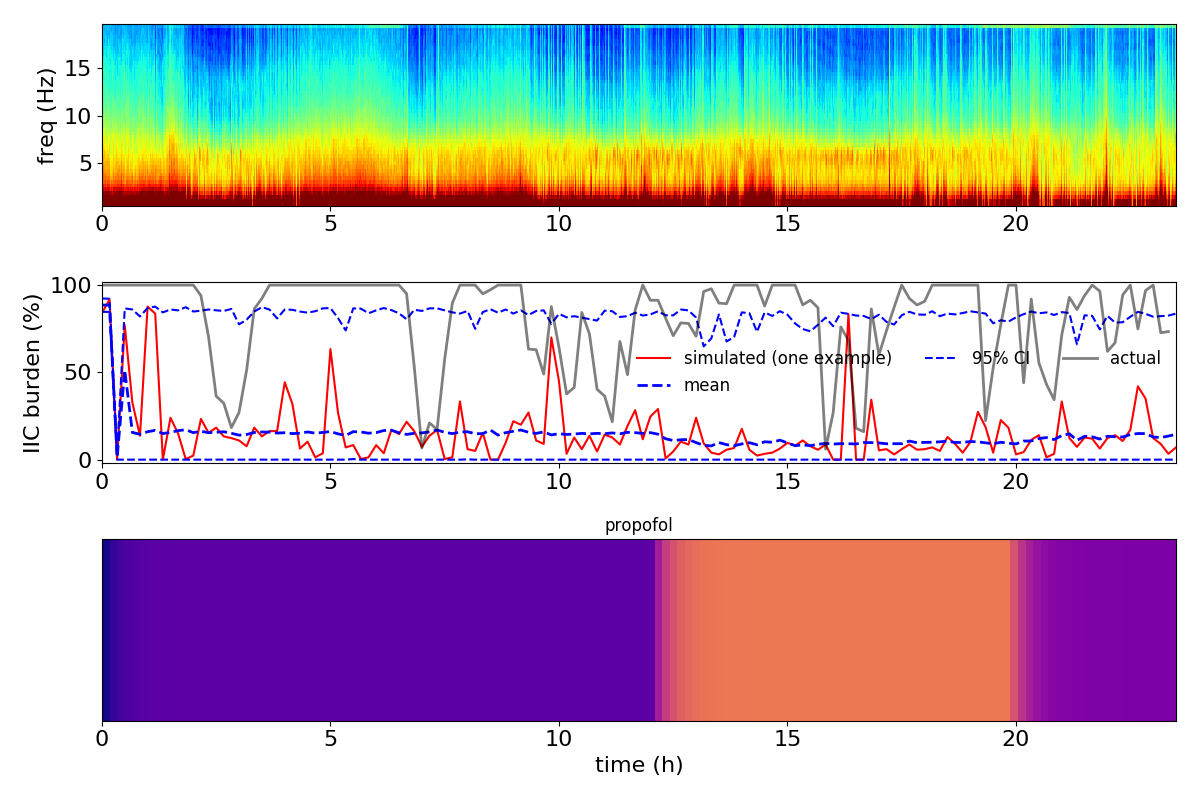 freq (Hz)
15
10
5
0 5 10 15 20
IIC burden (%)
100
50
0
simulated (one example) 95% CI actual
mean
0 5 10 15 20
propofol
0 5 10 15 20
time (h)